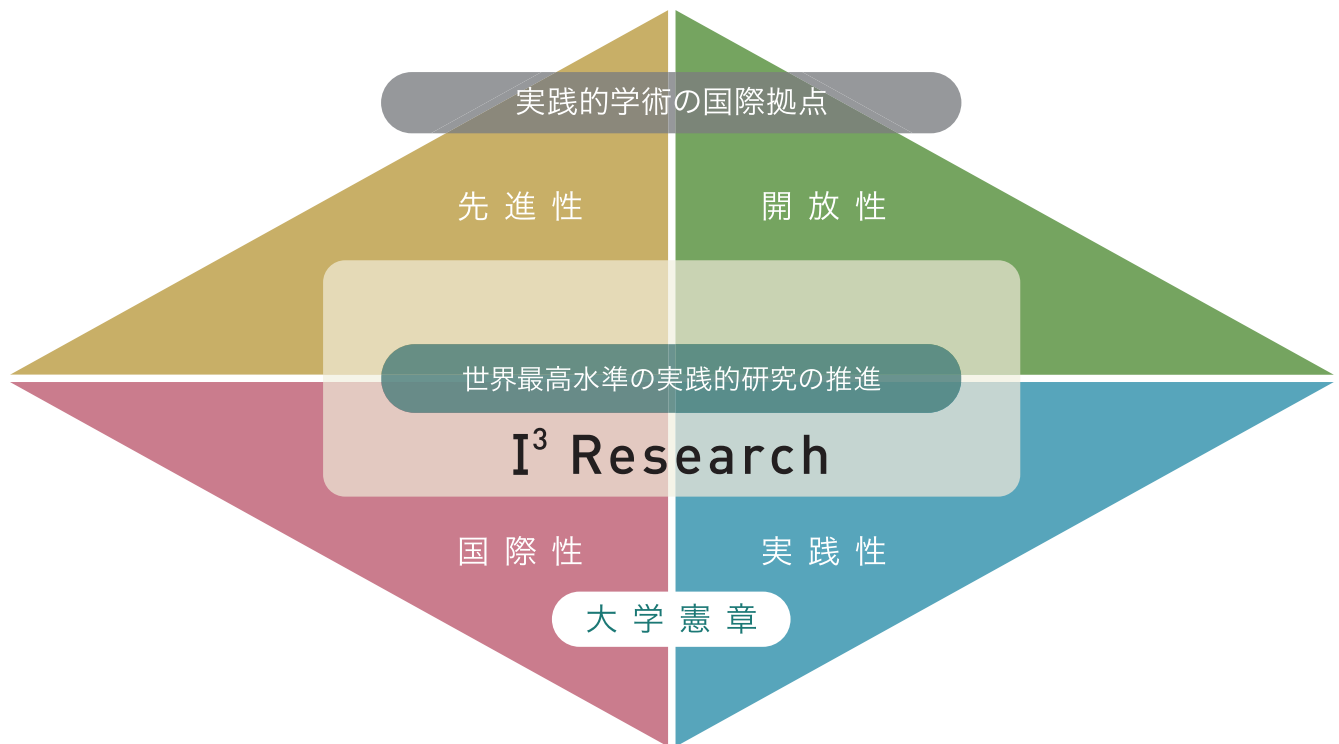 実践的学術の国際拠点
先進性 開放性
世界最高水準の実践的研究の推進
I³ Research
国際性 実践性
大学憲章